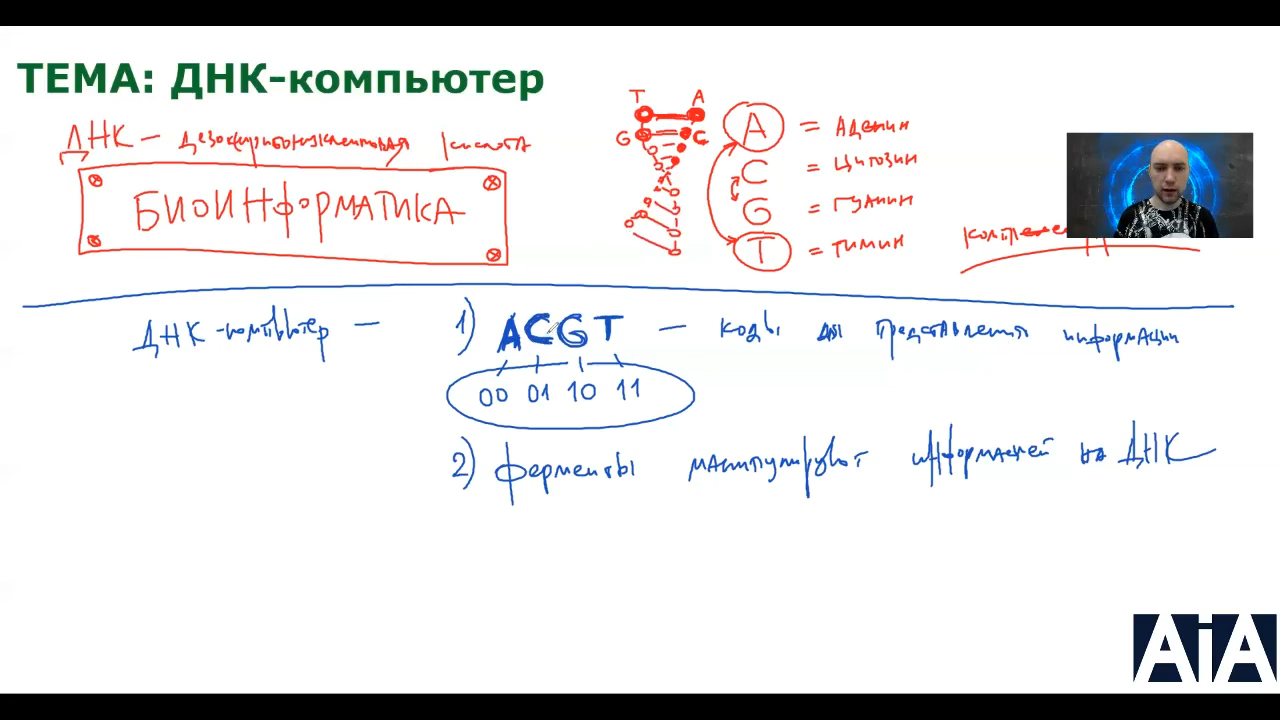 ТЕМА: ДНК-компьютер
ДНК — дезоксирибонуклеиновая кислота
БИОИНФОРМАТИКА
T A
G C
A = Аденин
C = Цитозин
G = Гуанин
T = Тимин
ДНК-компьютер — 1) ACGT — коды для представления информации
00 01 10 11
2) ферменты манипулируют информацией на ДНК
AiA